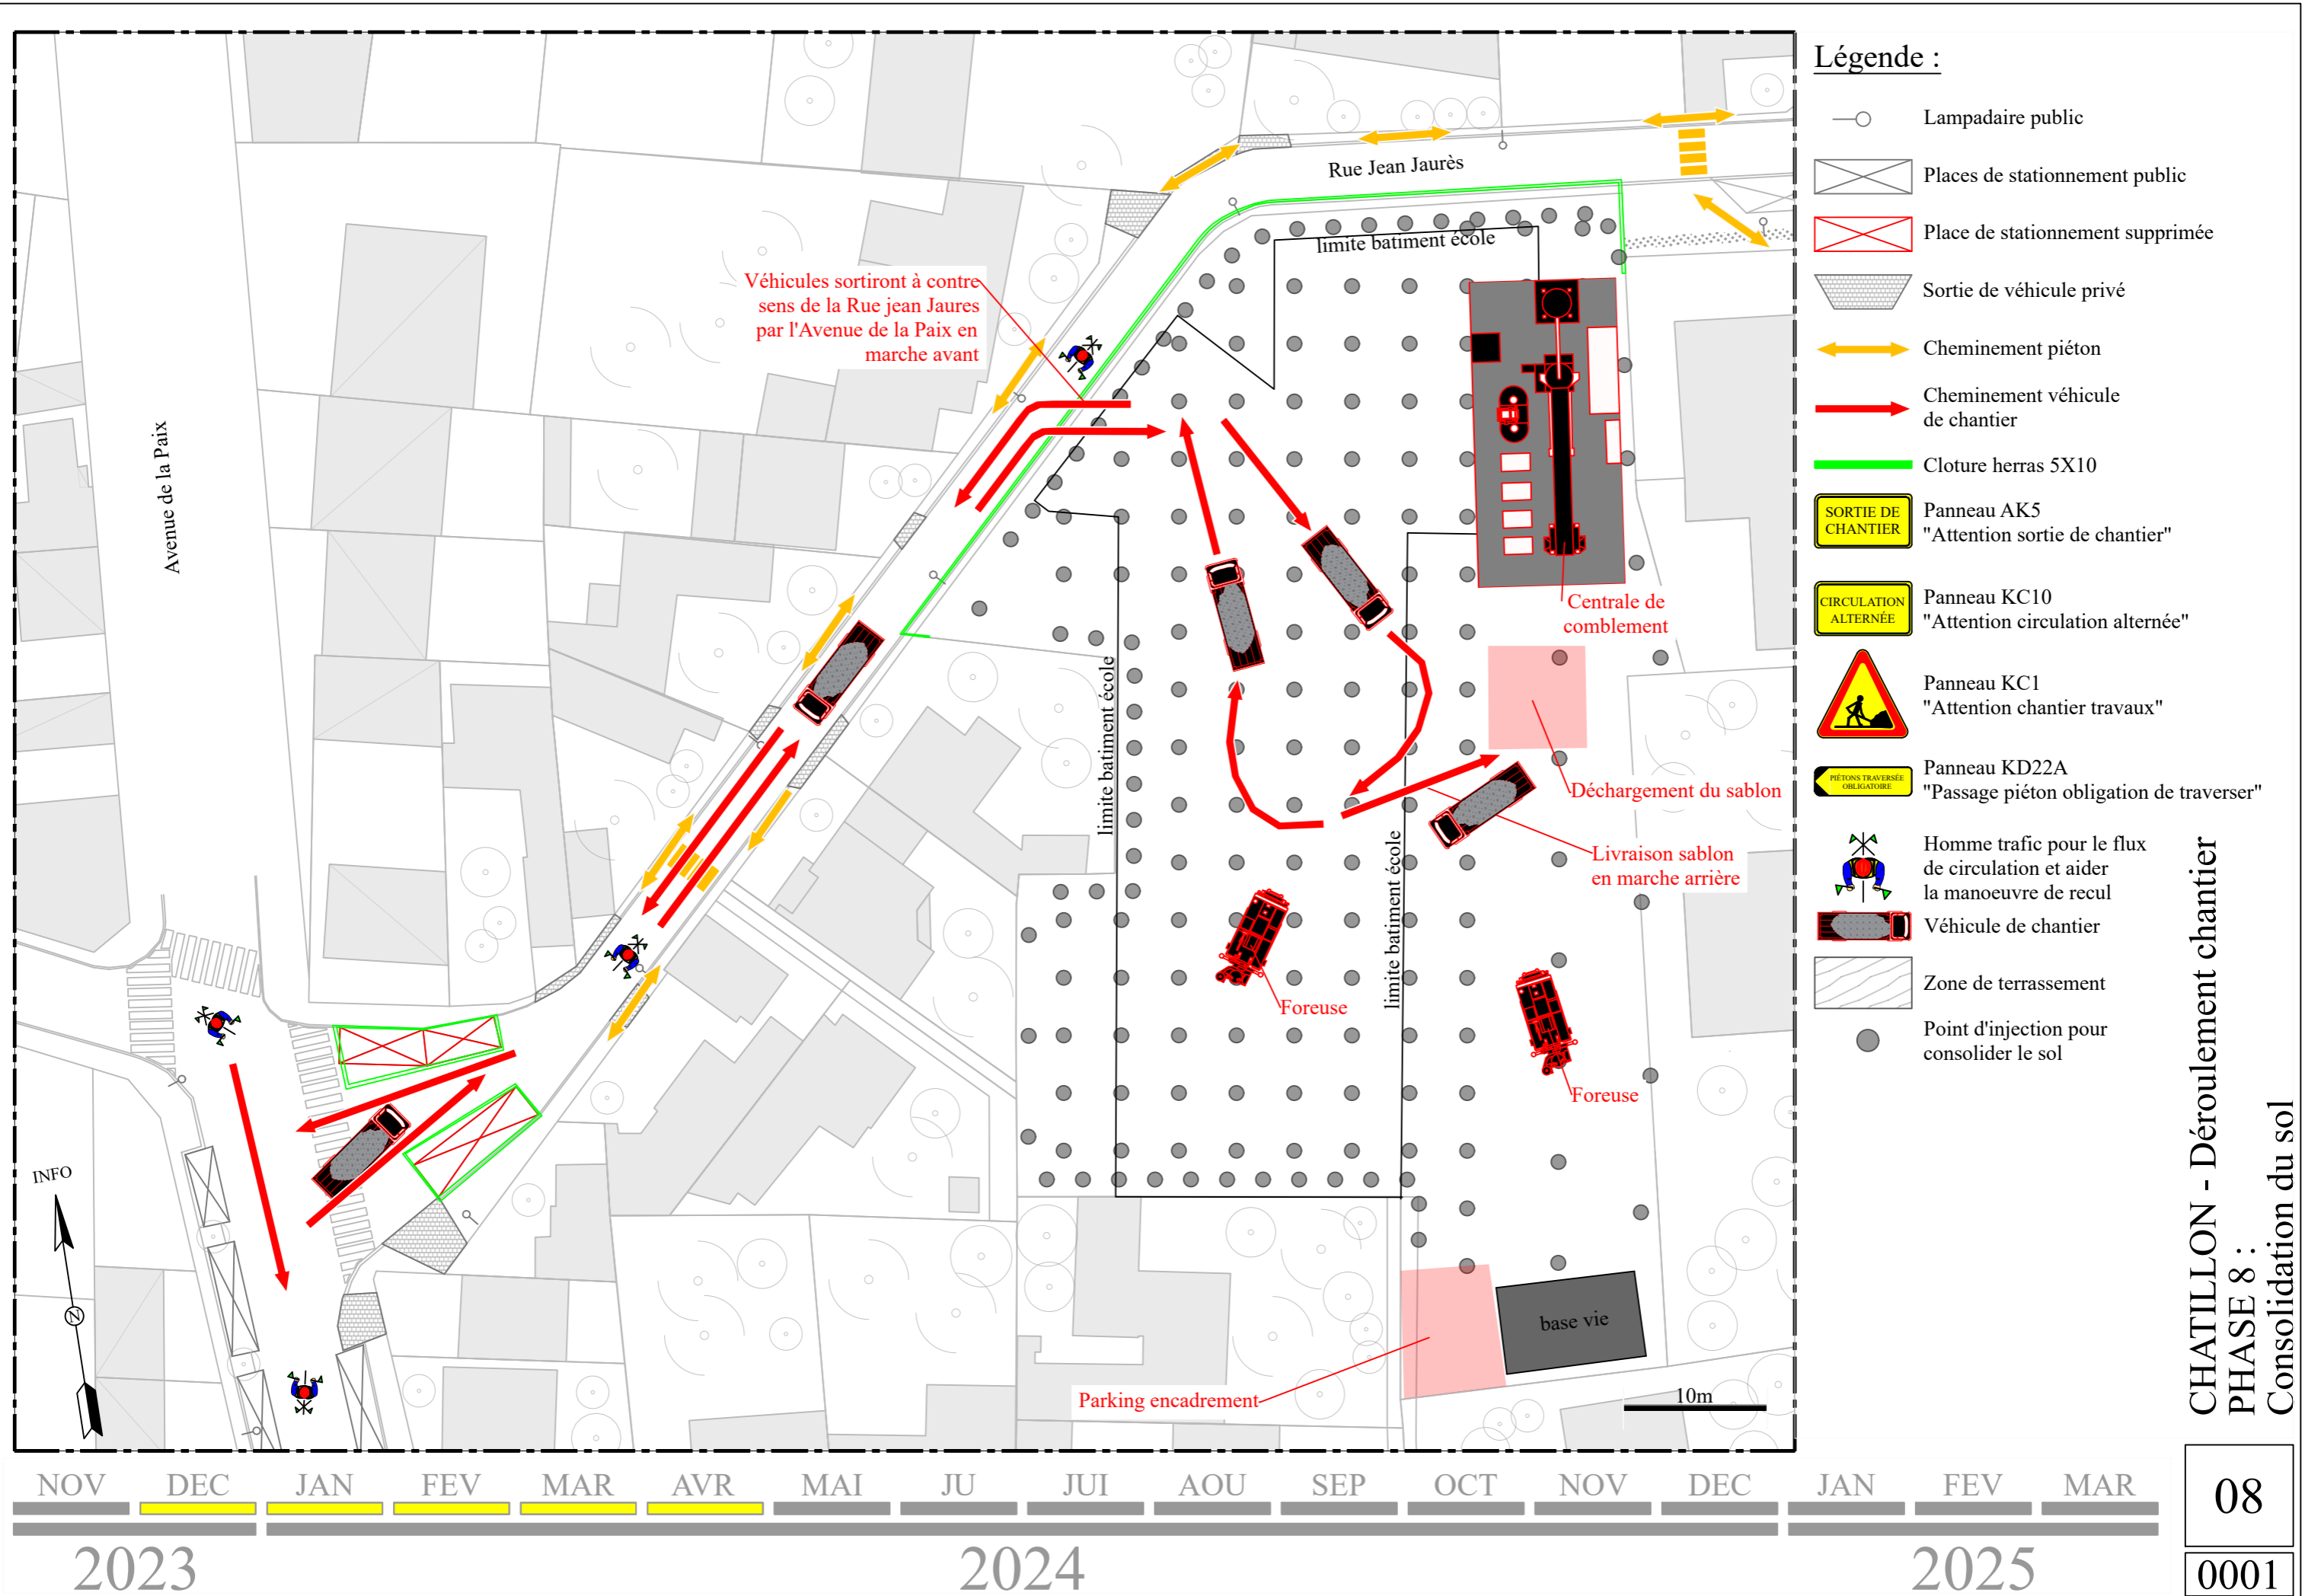 Légende :
Lampadaire public
Places de stationnement public
Place de stationnement supprimée
Sortie de véhicule privé
Cheminement piéton
Cheminement véhicule
de chantier
Cloture herras 5X10
SORTIE DE
CHANTIER
Panneau AK5
"Attention sortie de chantier"
CIRCULATION
ALTERNÉE
Panneau KC10
"Attention circulation alternée"
Panneau KC1
"Attention chantier travaux"
PIÉTONS TRAVERSÉE
OBLIGATOIRE
Panneau KD22A
"Passage piéton obligation de traverser"
Homme trafic pour le flux
de circulation et aider
la manoeuvre de recul
Véhicule de chantier
Zone de terrassement
Point d'injection pour
consolider le sol
Rue Jean Jaurès
limite batiment école
Véhicules sortiront à contre
sens de la Rue jean Jaures
par l'Avenue de la Paix en
marche avant
Avenue de la Paix
Centrale de
comblement
limite batiment école
Déchargement du sablon
Livraison sablon
en marche arrière
limite batiment école
Foreuse
Foreuse
INFO
N
base vie
Parking encadrement
10m
CHATILLON - Déroulement chantier
PHASE 8 :
Consolidation du sol
NOV DEC JAN FEV MAR AVR MAI JU JUI AOU SEP OCT NOV DEC JAN FEV MAR
2023 2024 2025
08
0001